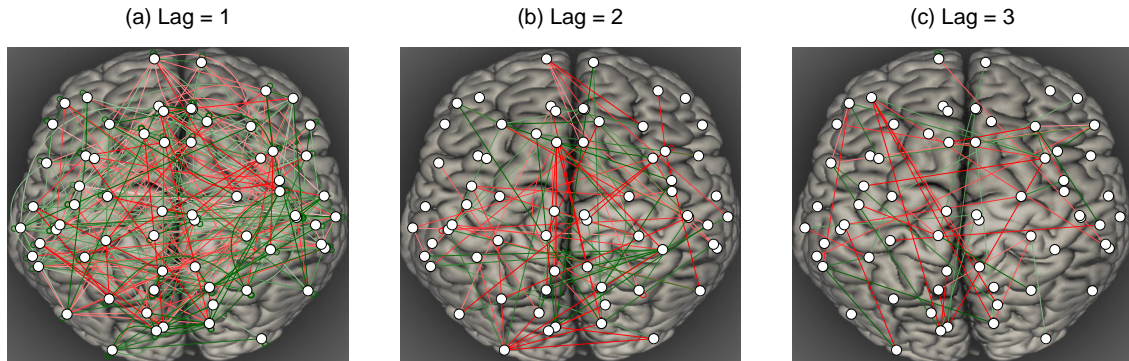 (a) Lag = 1
(b) Lag = 2
(c) Lag = 3